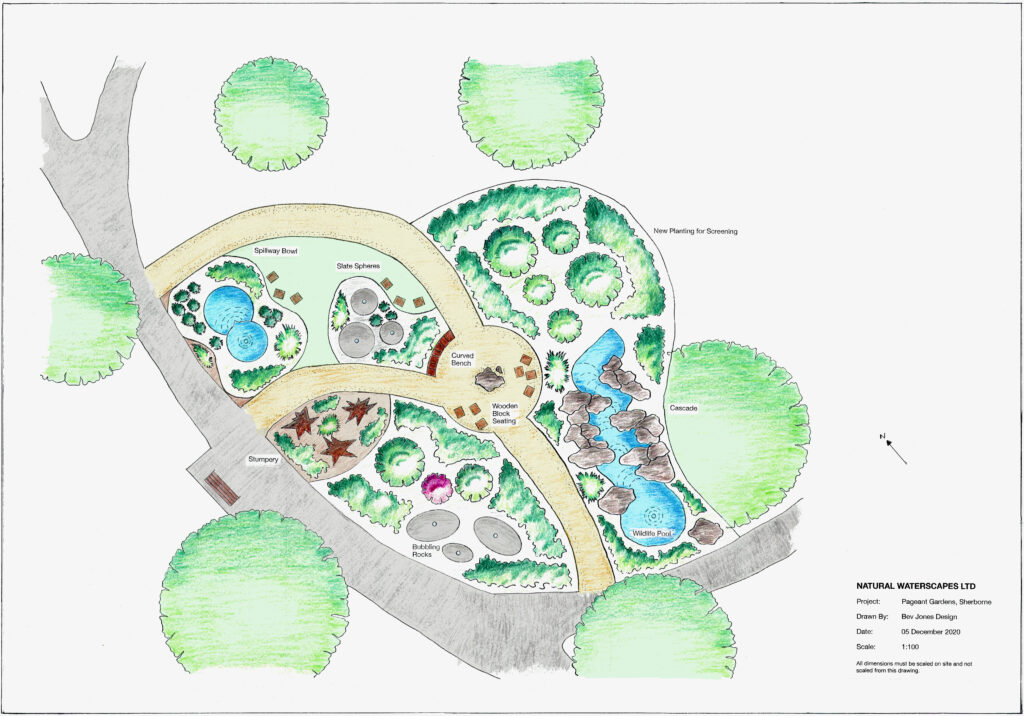 New Planting for Screening
Spillway Bowl
Slate Spheres
Curved
Bench
Wooden
Block
Seating
Cascade
N
Stumpery
Bubbling
Rocks
Wildlife Pool
NATURAL WATERSCAPES LTD
Project: Pageant Gardens, Sherborne
Drawn By: Bev Jones Design
Date: 05 December 2020
Scale: 1:100
All dimensions must be scaled on site and not
scaled from this drawing.